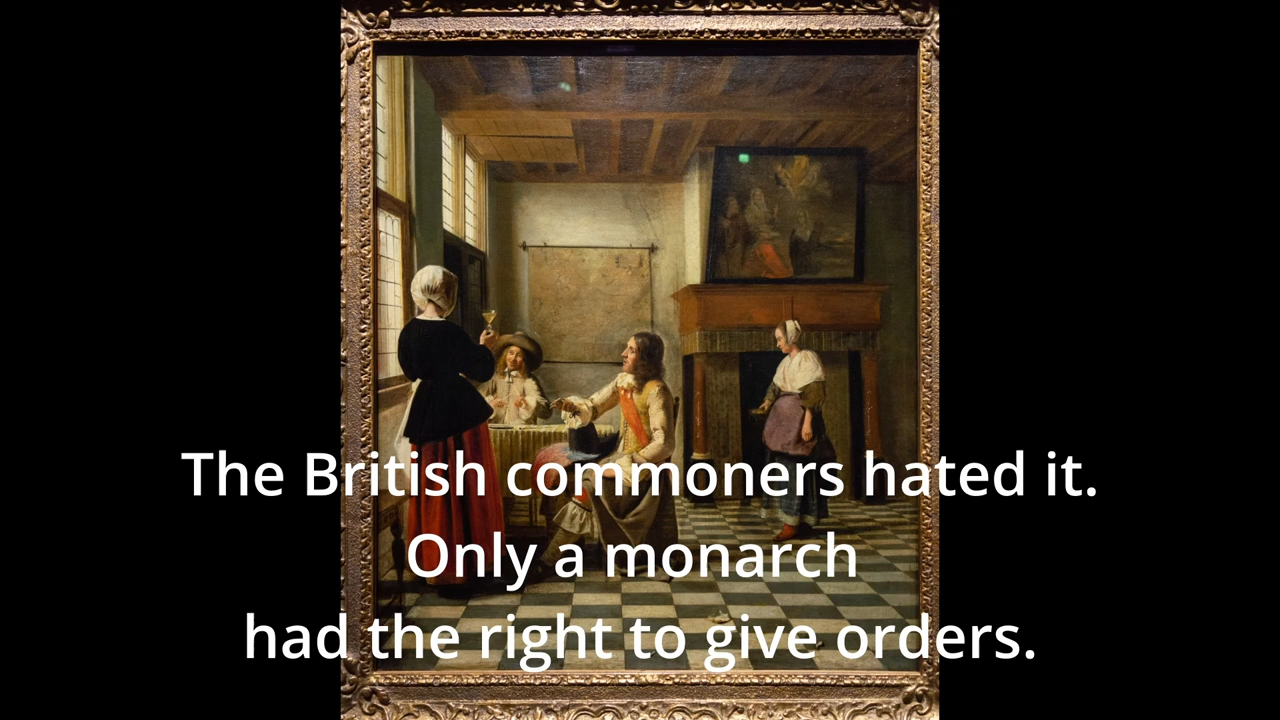 The British commoners hated it.
Only a monarch
had the right to give orders.